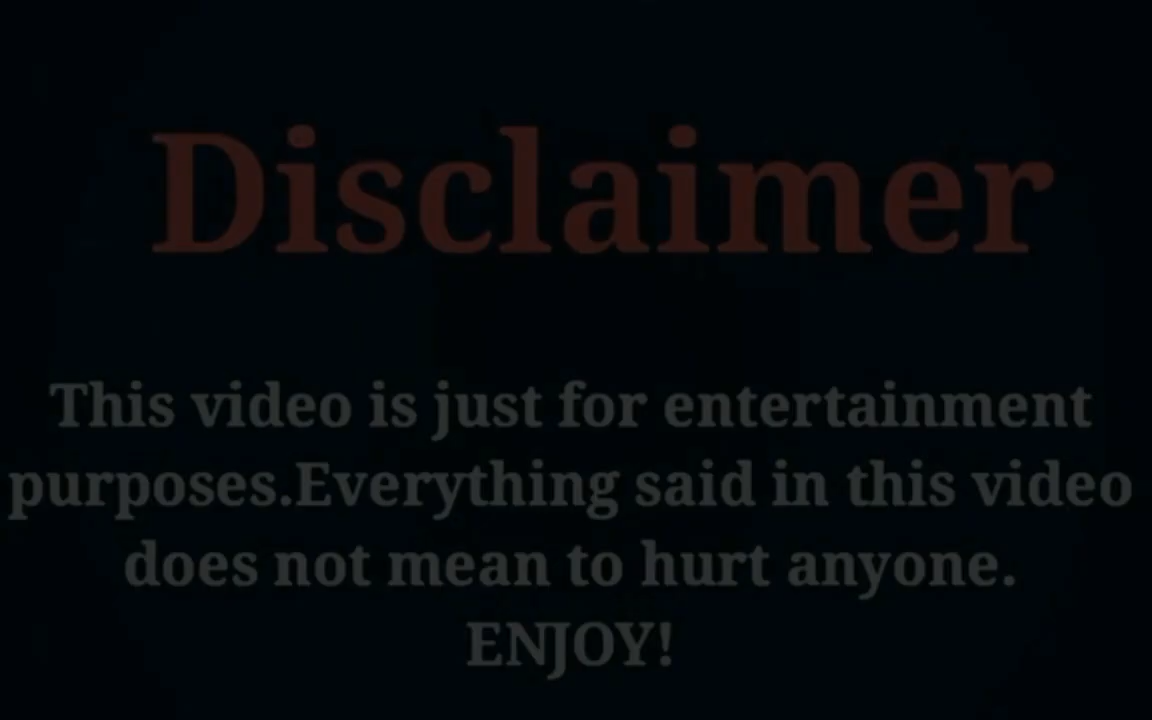 Disclaimer
This video is just for entertainment
purposes.Everything said in this video
does not mean to hurt anyone.
ENJOY!